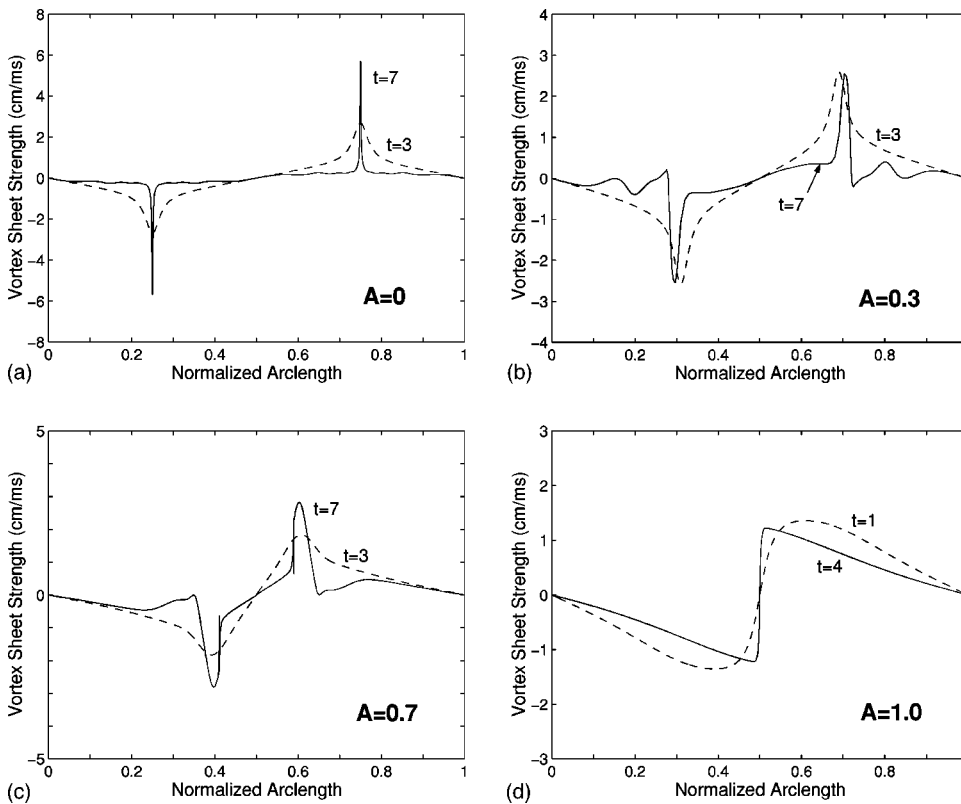 8
6
4
2
0
−2
−4
−6
−8
Vortex Sheet Strength (cm/ms)
t=7
t=3
A=0
0 0.2 0.4 0.6 0.8 1
Normalized Arclength
(a)
4
3
2
1
0
−1
−2
−3
−4
Vortex Sheet Strength (cm/ms)
t=3
t=7
A=0.3
0 0.2 0.4 0.6 0.8
Normalized Arclength
(b)
5
0
−5
Vortex Sheet Strength (cm/ms)
t=7
t=3
A=0.7
0 0.2 0.4 0.6 0.8 1
Normalized Arclength
(c)
3
2
1
0
−1
−2
−3
Vortex Sheet Strength (cm/ms)
t=1
t=4
A=1.0
0 0.2 0.4 0.6 0.8
Normalized Arclength
(d)